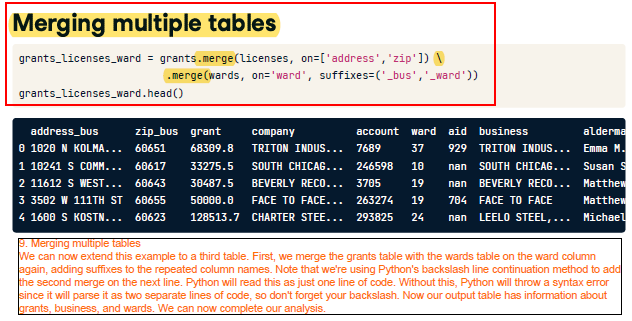 Merging multiple tables
grants_licenses_ward = grants.merge(licenses, on=['address','zip']) \
.merge(wards, on='ward', suffixes=('_bus','_ward'))
grants_licenses_ward.head()
address_bus zip_bus grant company account ward aid business alderma
0 1020 N KOLMA... 60651 68309.8 TRITON INDUS... 7689 37 929 TRITON INDUS... Emma M.
1 10241 S COMM... 60617 33275.5 SOUTH CHICAG... 246598 10 nan SOUTH CHICAG... Susan S
2 11612 S WEST... 60643 30487.5 BEVERLY RECO... 3705 19 nan BEVERLY RECO... Matthew
3 3502 W 111TH ST 60655 50000.0 FACE TO FACE... 263274 19 704 FACE TO FACE Matthew
4 1600 S KOSTN... 60623 128513.7 CHARTER STEE... 293825 24 nan LEELO STEEL,... Michael
9. Merging multiple tables
We can now extend this example to a third table. First, we merge the grants table with the wards table on the ward column
again, adding suffixes to the repeated column names. Note that we're using Python's backslash line continuation method to
add the second merge on the next line. Python will read this as just one line of code. Without this, Python will throw a syntax error
since it will parse it as two separate lines of code, so don't forget your backslash. Now our output table has information about
grants, business, and wards. We can now complete our analysis.